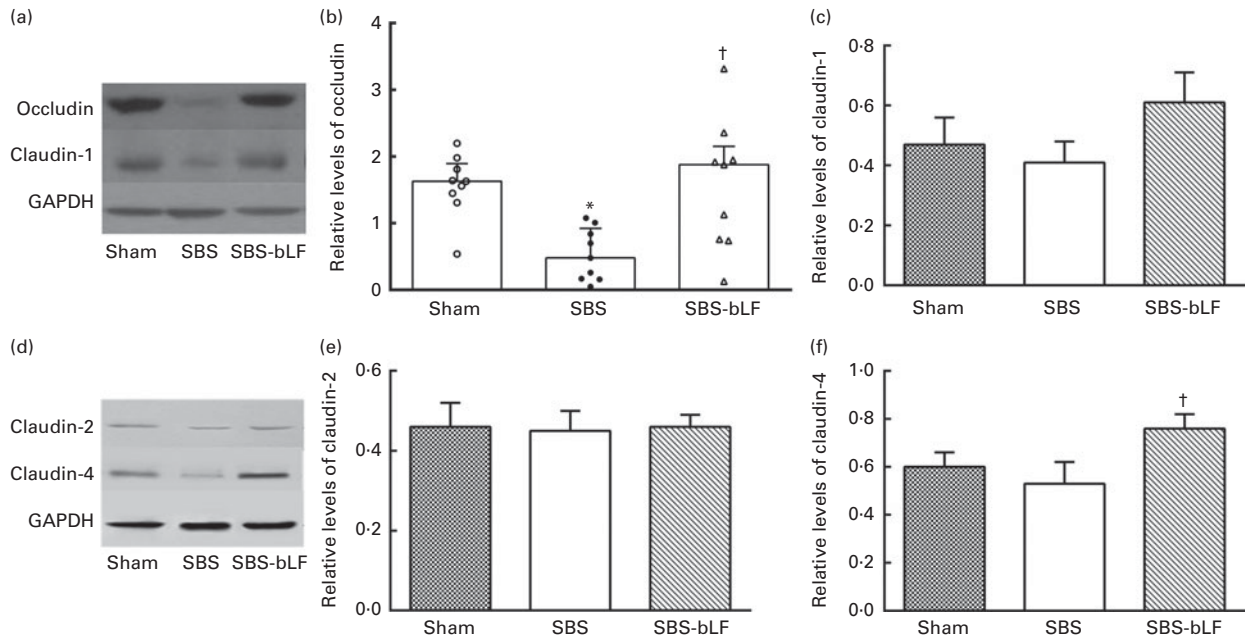 (a)
Occludin
Claudin-1
GAPDH
Sham SBS SBS-bLF
(b)
Relative levels of occludin
4
3
2
1
0
*
†
Sham SBS SBS-bLF
(c)
Relative levels of claudin-1
0·8
0·6
0·4
0·2
0·0
Sham SBS SBS-bLF
(d)
Claudin-2
Claudin-4
GAPDH
Sham SBS SBS-bLF
(e)
Relative levels of claudin-2
0·6
0·4
0·2
0·0
Sham SBS SBS-bLF
(f)
Relative levels of claudin-4
1·0
0·8
0·6
0·4
0·2
0·0
†
Sham SBS SBS-bLF